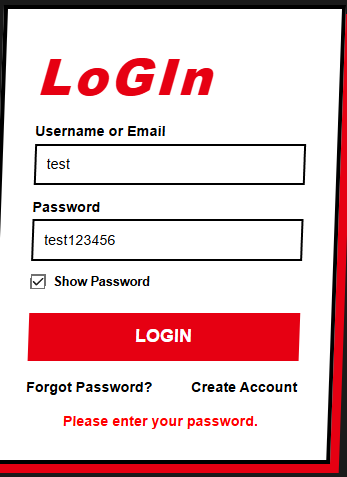 LoGIn
Username or Email
test
Password
test123456
Show Password
LOGIN
Forgot Password? Create Account
Please enter your password.